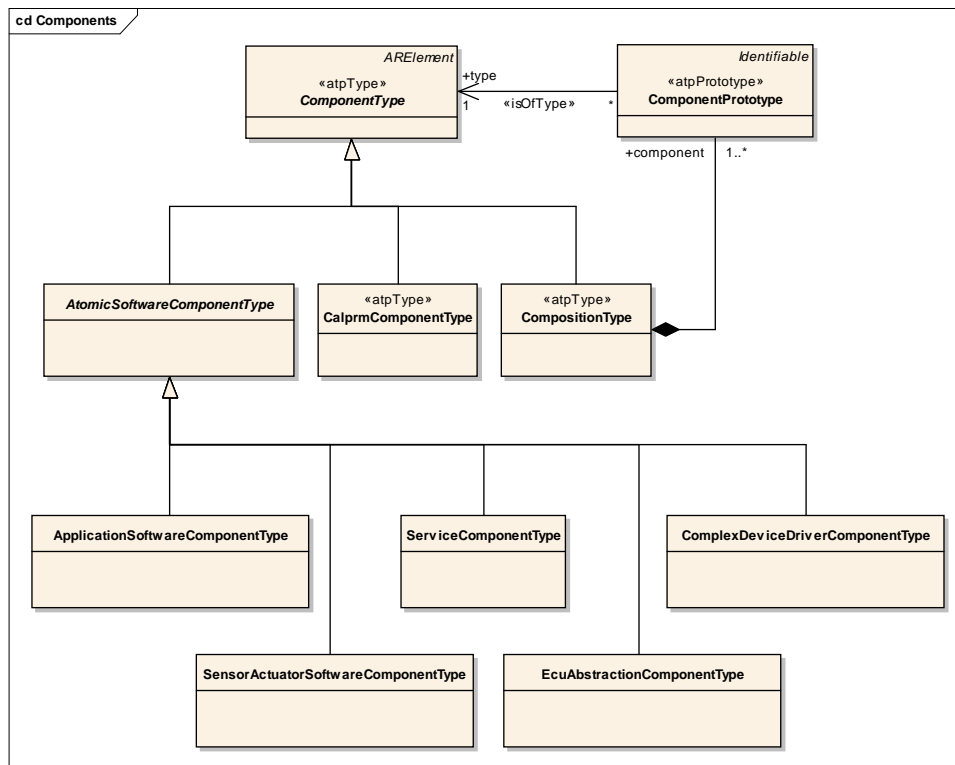 cd Components
ARElement
«atpType»
ComponentType
+type
1
«isOfType»
*
Identifiable
«atpPrototype»
ComponentPrototype
+component
1..*
AtomicSoftwareComponentType
«atpType»
CalprmComponentType
«atpType»
CompositionType
ApplicationSoftwareComponentType
ServiceComponentType
ComplexDeviceDriverComponentType
SensorActuatorSoftwareComponentType
EcuAbstractionComponentType